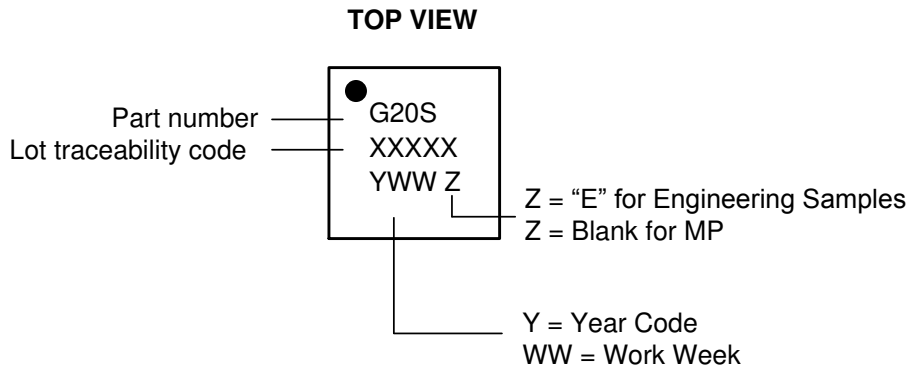 TOP VIEW
Part number
Lot traceability code
G20S
XXXXX
YWW Z
Z = “E” for Engineering Samples
Z = Blank for MP
Y = Year Code
WW = Work Week